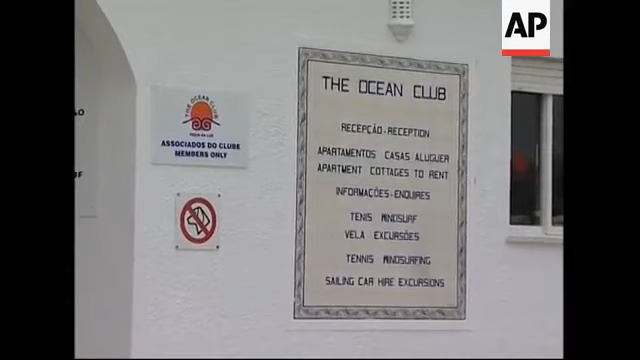 AP
THE OCEAN CLUB
PRAIA DA LUZ
ASSOCIADOS DO CLUBE
MEMBERS ONLY
THE OCEAN CLUB
RECEPÇÃO-RECEPTION
APARTAMENTOS CASAS ALUGUER
APARTMENT COTTAGES TO RENT
INFORMAÇÕES-ENQUIRES
TENIS WINDSURF
VELA EXCURSÕES
TENNIS WINDSURFING
SAILING CAR HIRE EXCURSIONS